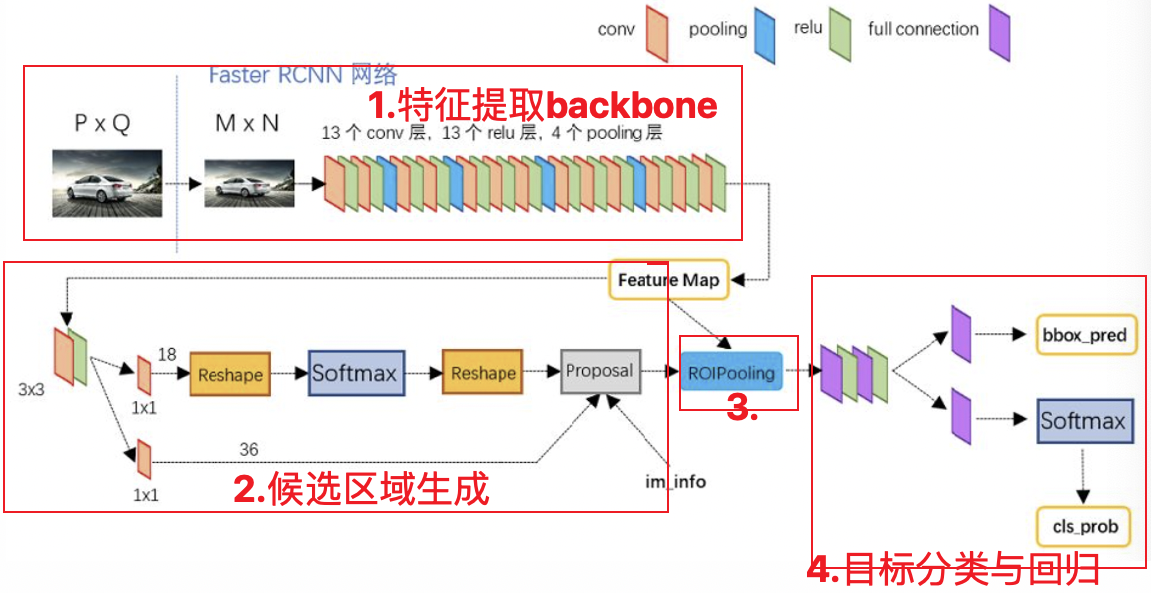 conv
pooling
relu
full connection
Faster RCNN 网络
1.特征提取backbone
P x Q
M x N
13 个 conv 层，13 个 relu 层，4 个 pooling 层
Feature Map
3x3
18
1x1
Reshape
Softmax
Reshape
Proposal
ROIPooling
3.
bbox_pred
Softmax
cls_prob
36
1x1
2.候选区域生成
im_info
4.目标分类与回归